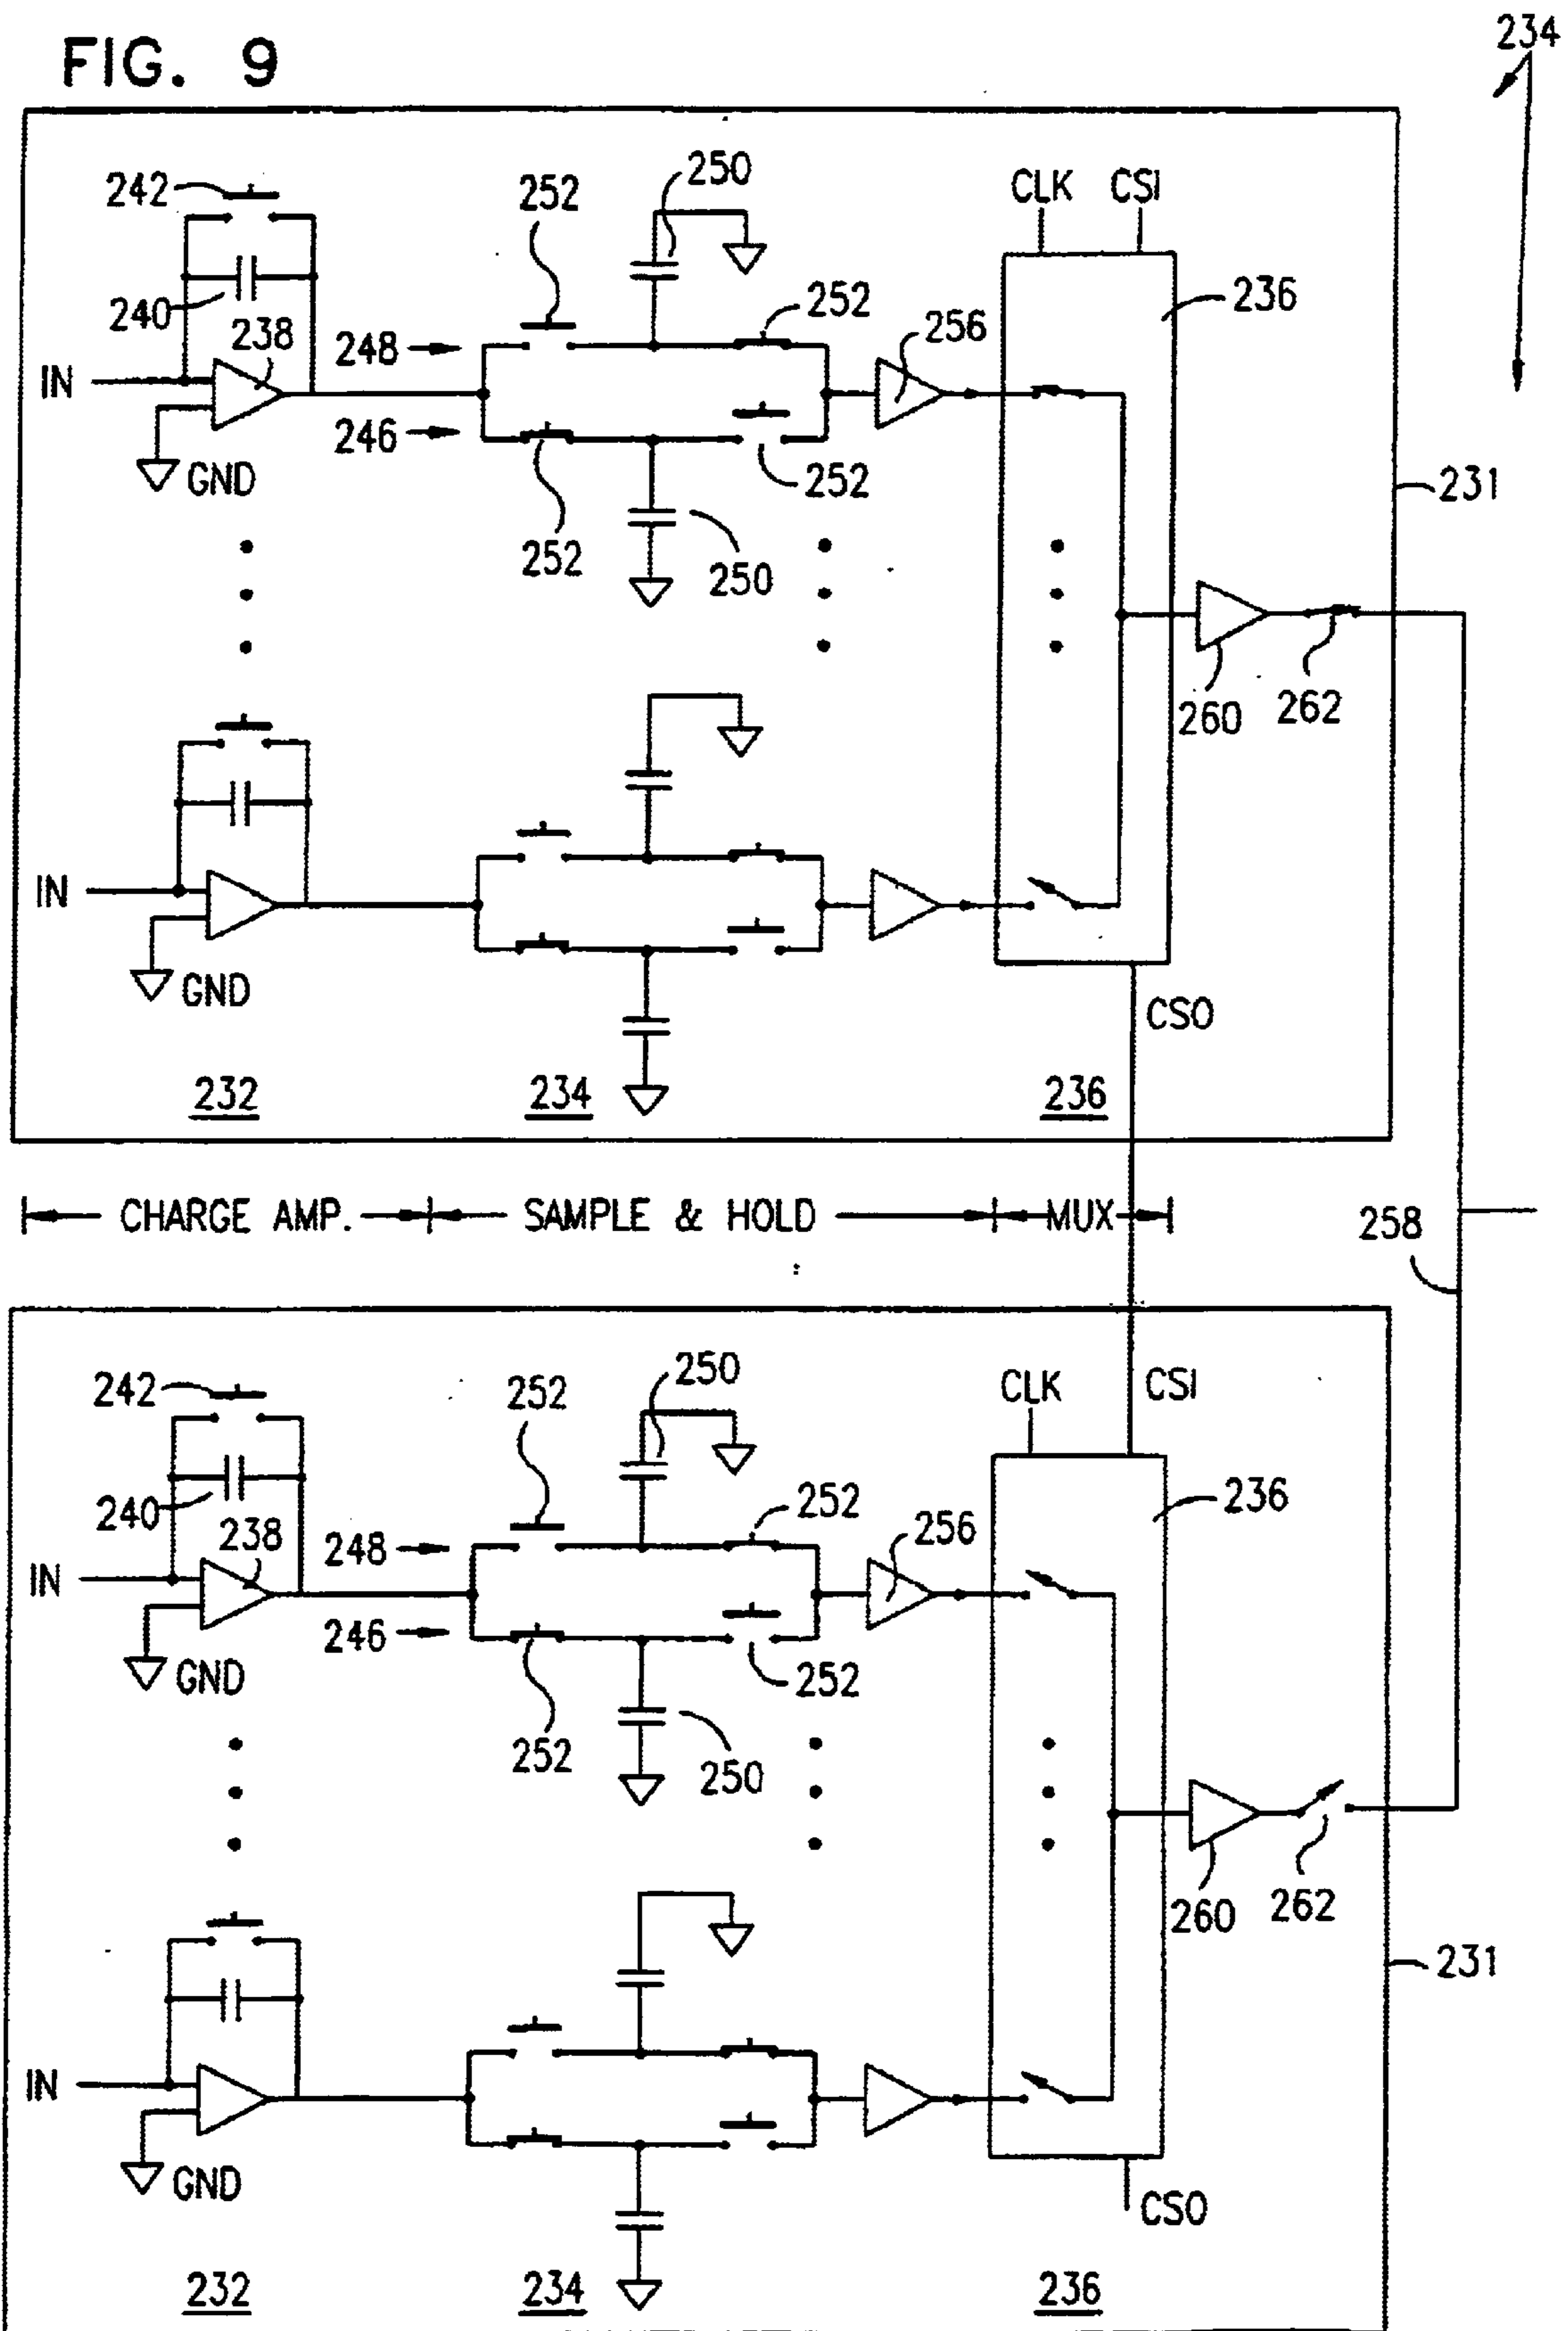 FIG. 9
234
242
252
250
CLK CSI
240
238
248
252
256
236
IN
246
252
GND
252
250
231
260
262
IN
GND
CSO
232
234
236
CHARGE AMP.
SAMPLE & HOLD
MUX
258
242
252
250
CLK
CSI
240
238
248
252
256
236
IN
246
252
GND
252
250
260
262
231
IN
GND
CSO
232
234
236